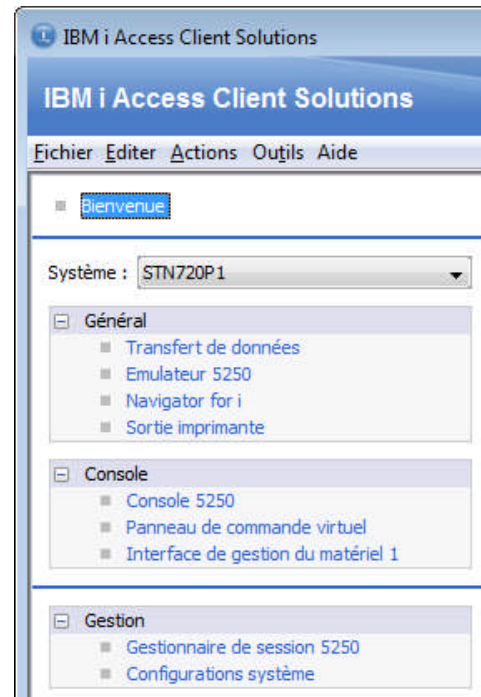 IBM i Access Client Solutions
IBM i Access Client Solutions
Fichier Editer Actions Outils Aide
Bienvenue
Système : STN720P1
Général
Transfert de données
Emulateur 5250
Navigator for i
Sortie imprimante
Console
Console 5250
Panneau de commande virtuel
Interface de gestion du matériel 1
Gestion
Gestionnaire de session 5250
Configurations système